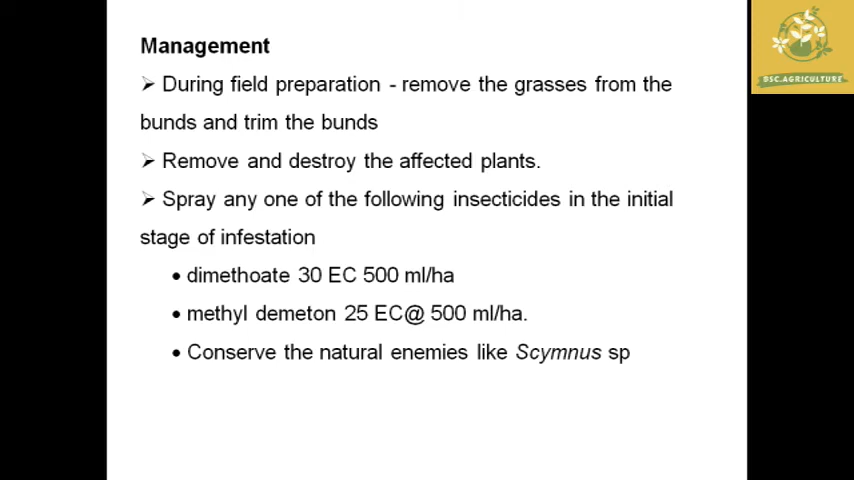 Management
➢ During field preparation - remove the grasses from the
bunds and trim the bunds
➢ Remove and destroy the affected plants.
➢ Spray any one of the following insecticides in the initial
stage of infestation
• dimethoate 30 EC 500 ml/ha
• methyl demeton 25 EC@ 500 ml/ha.
• Conserve the natural enemies like Scymnus sp
BSC.AGRICULTURE